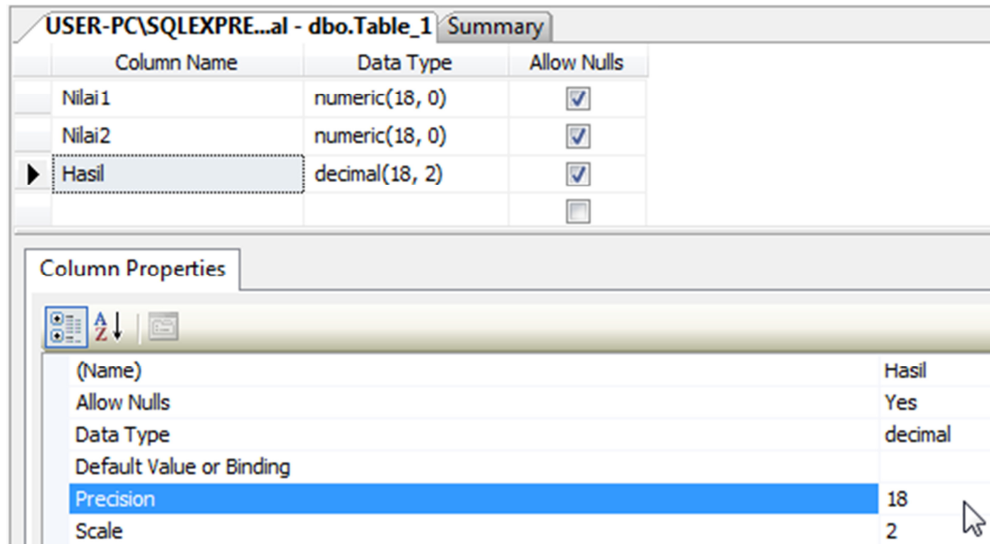 USER-PC\SQLEXPRE...al - dbo.Table_1 Summary
Column Name Data Type Allow Nulls
Nilai1 numeric(18, 0)
Nilai2 numeric(18, 0)
Hasil decimal(18, 2)
Column Properties
A Z
(Name) Hasil
Allow Nulls Yes
Data Type decimal
Default Value or Binding
Precision 18
Scale 2